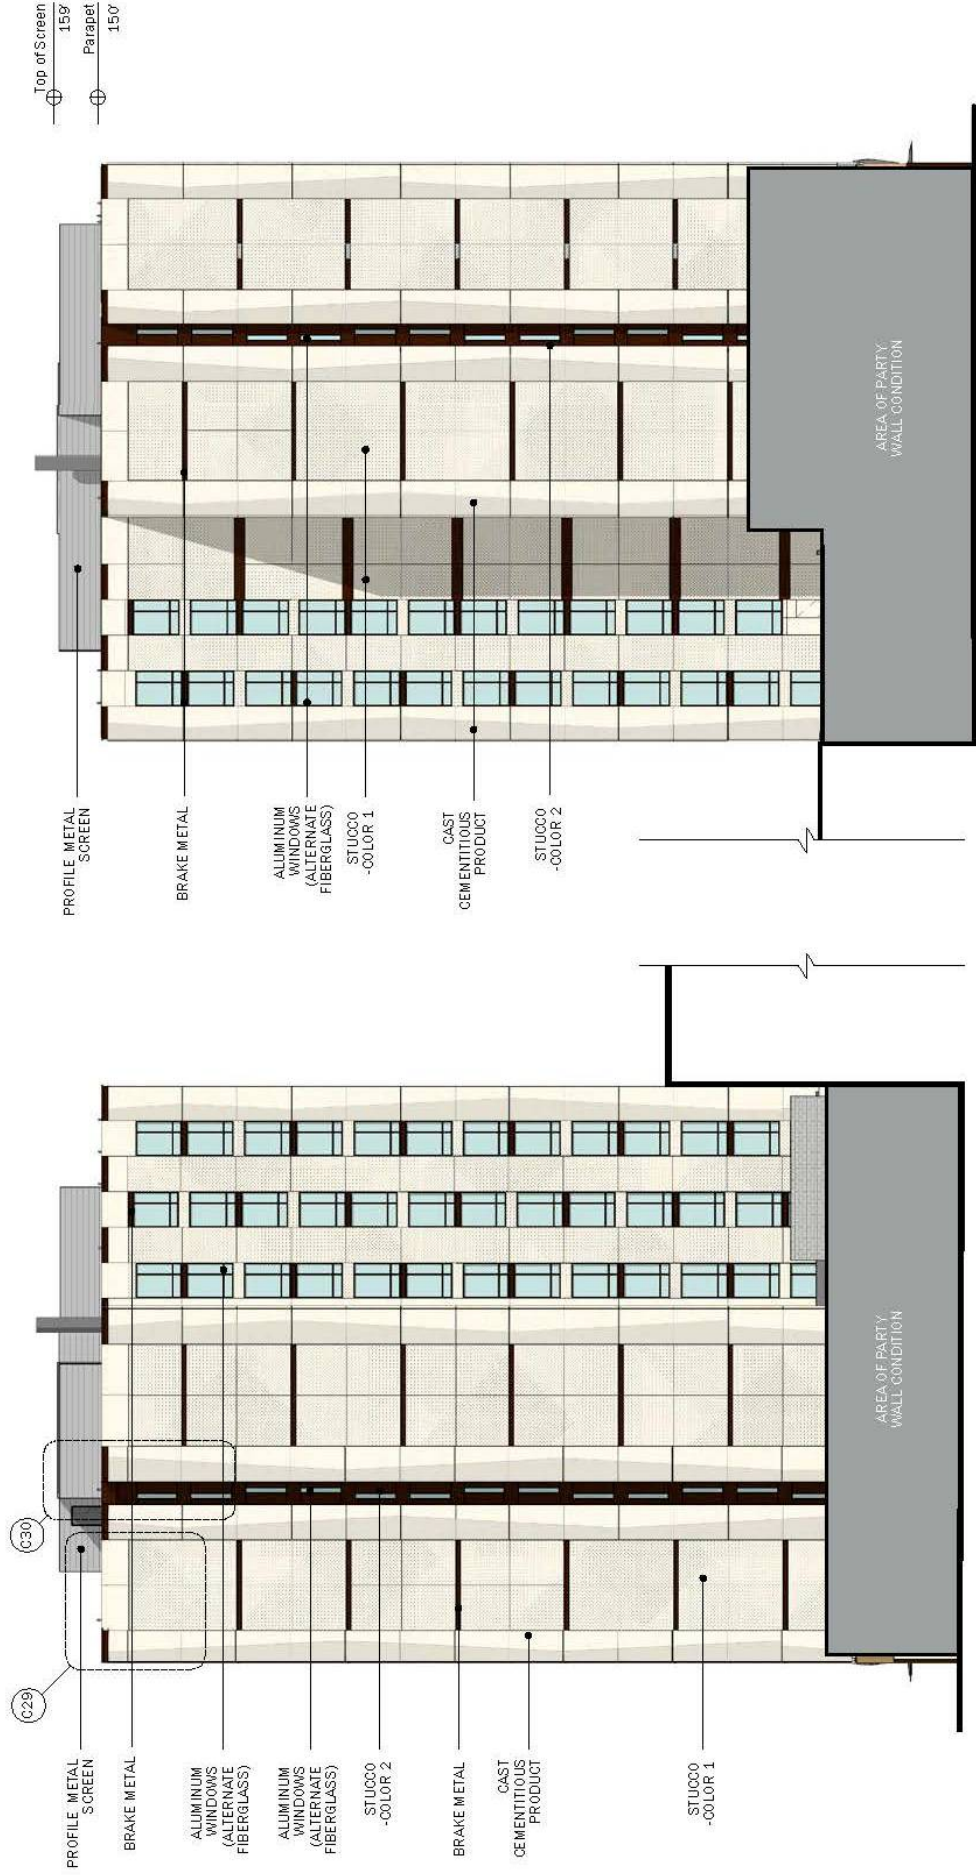 Top of Screen
159'
Parapet
150'
AREA OF PARTY
WALL CONDITION
PROFILE METAL
SCREEN
BRAKE METAL
ALUMINUM
WINDOWS
(ALTERNATE
FIBERGLASS)
STUCCO
-COLOR 1
CAST
CEMENTITIOUS
PRODUCT
STUCCO
-COLOR 2
AREA OF PARTY
WALL CONDITION
C30
C29
PROFILE METAL
SCREEN
BRAKE METAL
ALUMINUM
WINDOWS
(ALTERNATE
FIBERGLASS)
ALUMINUM
WINDOWS
(ALTERNATE
FIBERGLASS)
STUCCO
-COLOR 2
BRAKE METAL
CAST
CEMENTITIOUS
PRODUCT
STUCCO
-COLOR 1